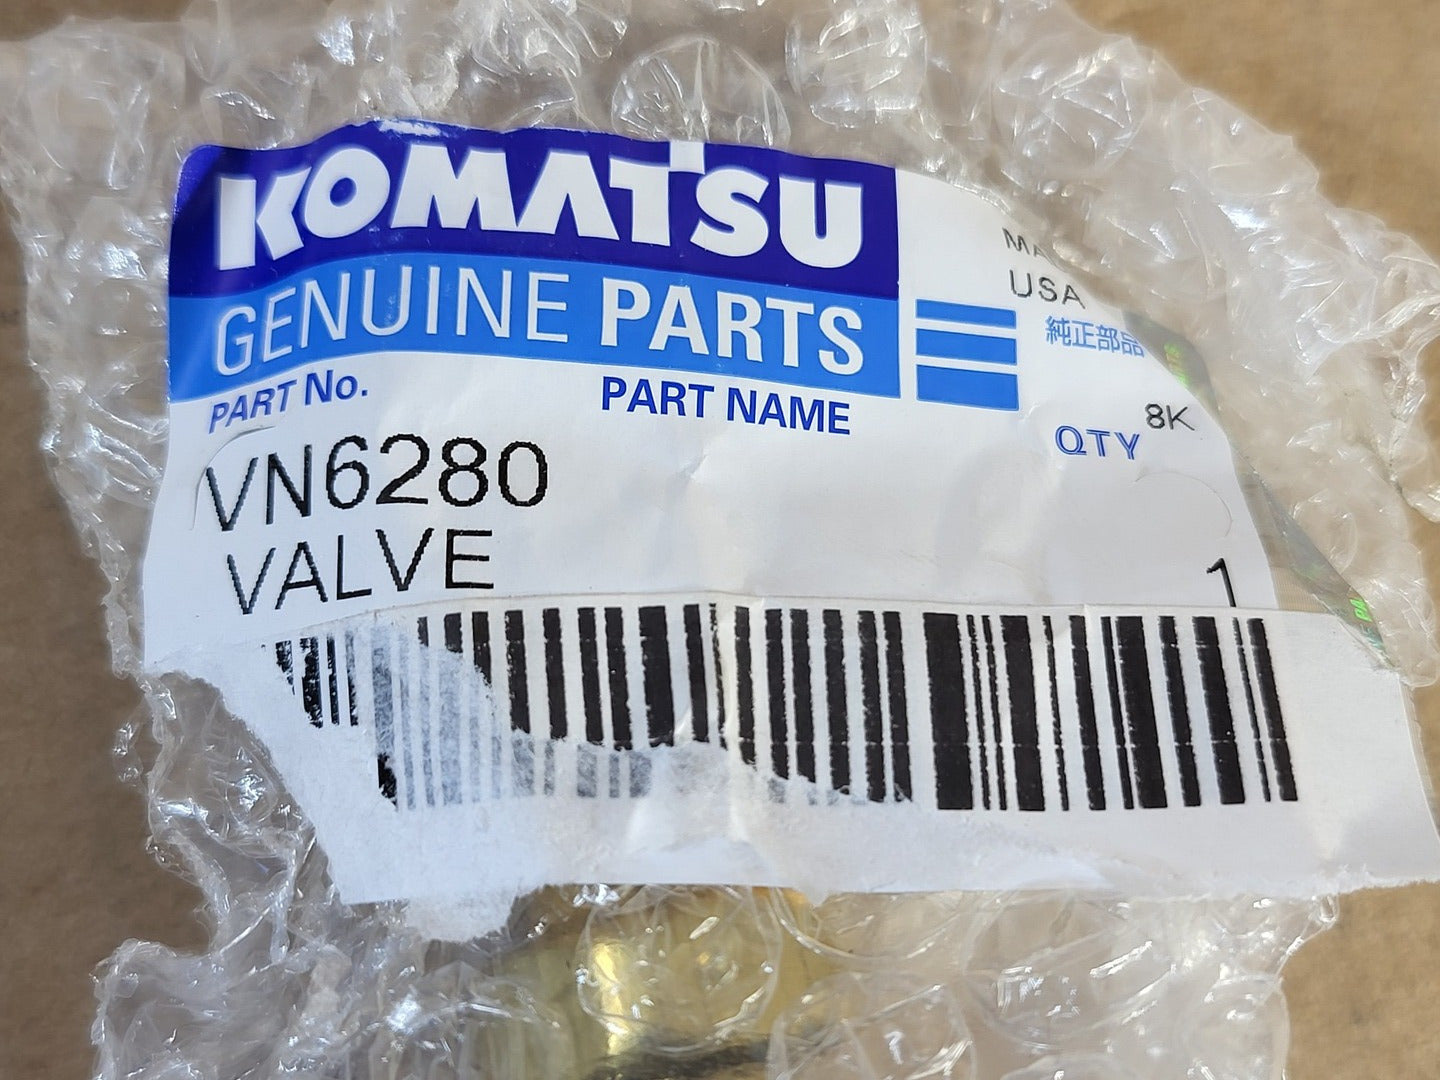 KOMATSU
GENUINE PARTS
USA
純正部品
PART No.
PART NAME
8K
QTY
VN6280
VALVE
1